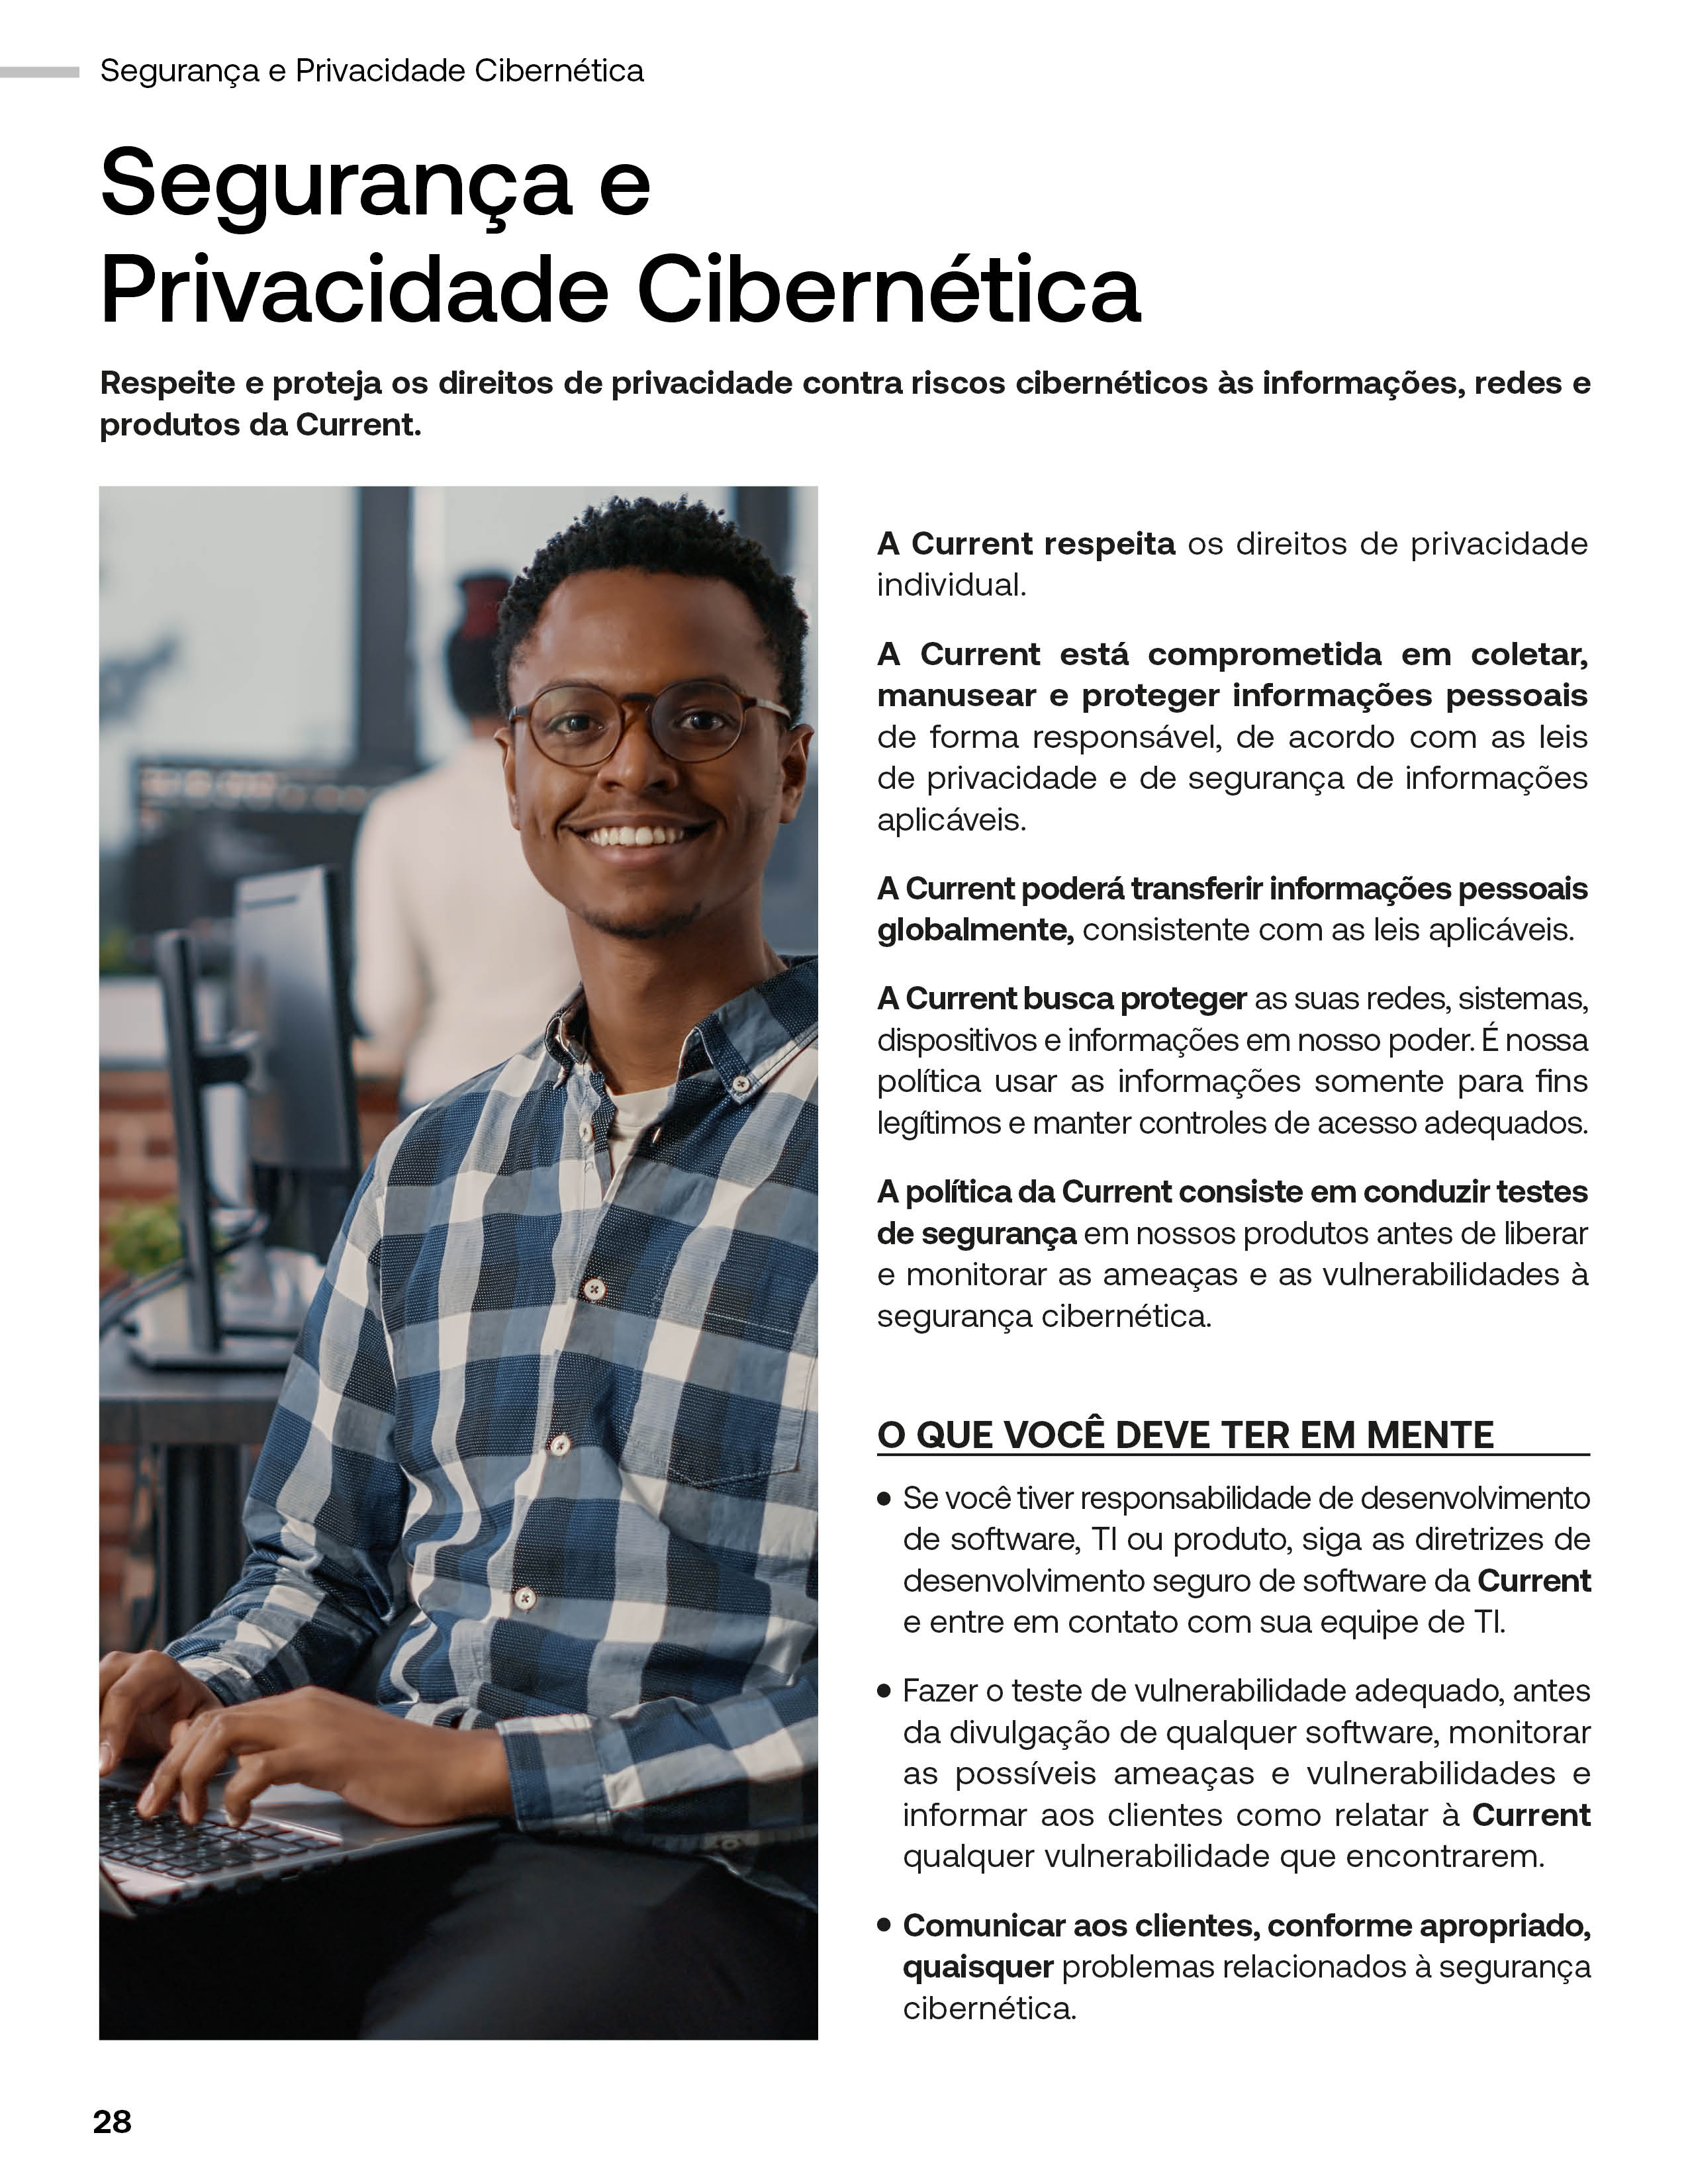 Segurança e Privacidade Cibernética
Segurança e
Privacidade Cibernética
Respeite e proteja os direitos de privacidade contra riscos cibernéticos às informações, redes e
produtos da Current.
A Current respeita os direitos de privacidade
individual.
A Current está comprometida em coletar,
manusear e proteger informações pessoais
de forma responsável, de acordo com as leis
de privacidade e de segurança de informações
aplicáveis.
A Current poderá transferir informações pessoais
globalmente, consistente com as leis aplicáveis.
A Current busca proteger as suas redes, sistemas,
dispositivos e informações em nosso poder. É nossa
política usar as informações somente para fins
legítimos e manter controles de acesso adequados.
A política da Current consiste em conduzir testes
de segurança em nossos produtos antes de liberar
e monitorar as ameaças e as vulnerabilidades à
segurança cibernética.
O QUE VOCÊ DEVE TER EM MENTE
● Se você tiver responsabilidade de desenvolvimento
de software, TI ou produto, siga as diretrizes de
desenvolvimento seguro de software da Current
e entre em contato com sua equipe de TI.
● Fazer o teste de vulnerabilidade adequado, antes
da divulgação de qualquer software, monitorar
as possíveis ameaças e vulnerabilidades e
informar aos clientes como relatar à Current
qualquer vulnerabilidade que encontrarem.
● Comunicar aos clientes, conforme apropriado,
quaisquer problemas relacionados à segurança
cibernética.
28